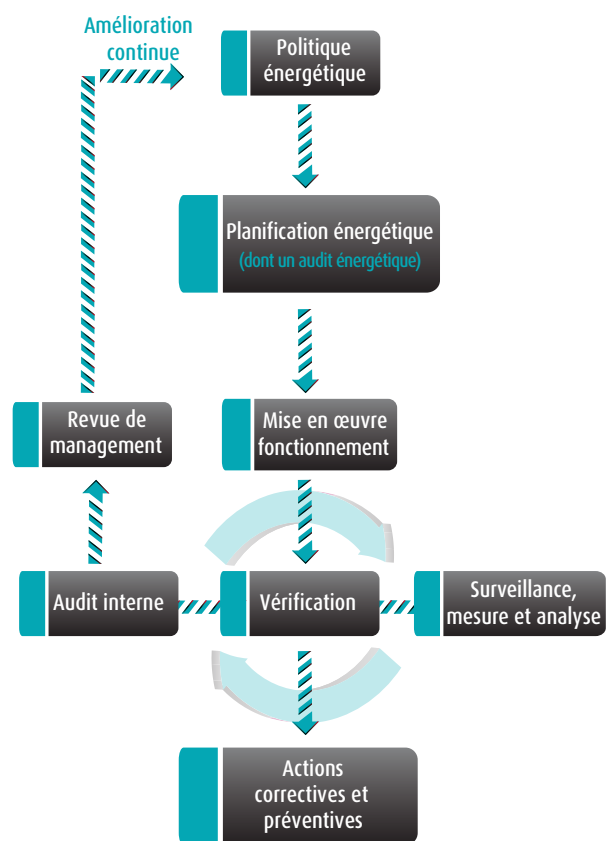 Amélioration
continue
Politique
énergétique
Planification énergétique
(dont un audit énergétique)
Revue de
management
Mise en œuvre
fonctionnement
Audit interne
Vérification
Surveillance,
mesure et analyse
Actions
correctives et
préventives